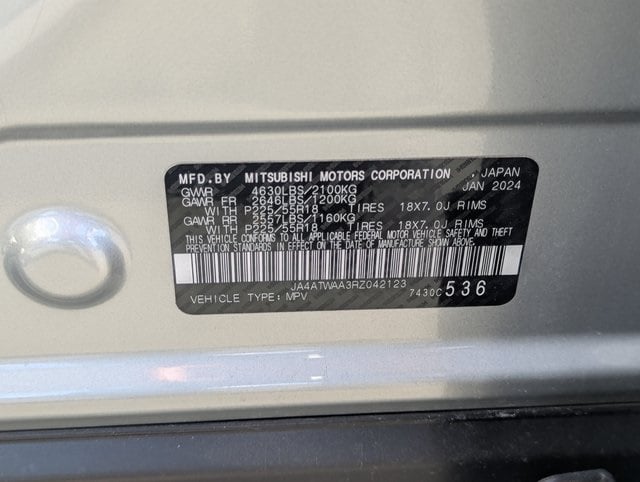 MFD.BY MITSUBISHI MOTORS CORPORATION , JAPAN
GVWR 4630LBS/2100KG JAN 2024
GAWR FR 2646LBS/1200KG
WITH P225/55R18 TIRES 18X7.0J RIMS
GAWR RR 2557LBS/1160KG
WITH P225/55R18 TIRES 18X7.0J RIMS
THIS VEHICLE CONFORMS TO ALL APPLICABLE FEDERAL MOTOR VEHICLE SAFETY AND THEFT
PREVENTION STANDARDS IN EFFECT ON THE DATE OF MANUFACTURE SHOWN ABOVE.
JA4ATWAA3RZ042123
VEHICLE TYPE: MPV 7430C 536